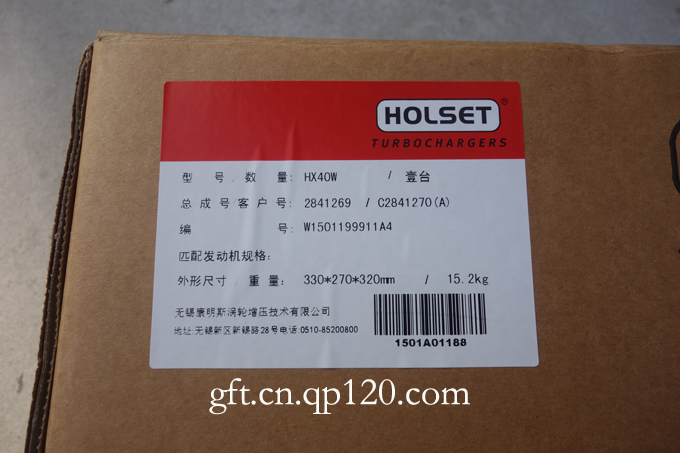 HOLSET®
TURBOCHARGERS
型号/数量: HX40W /壹台
总成号客户号: 2841269 / C2841270(A)
编号: W1501199911A4
匹配发动机规格:
外形尺寸/重量: 330*270*320mm / 15.2kg
无锡康明斯涡轮增压技术有限公司
地址:无锡新区新锡路28号电话:0510-85200800
1501A01188
gft.cn.qp120.com